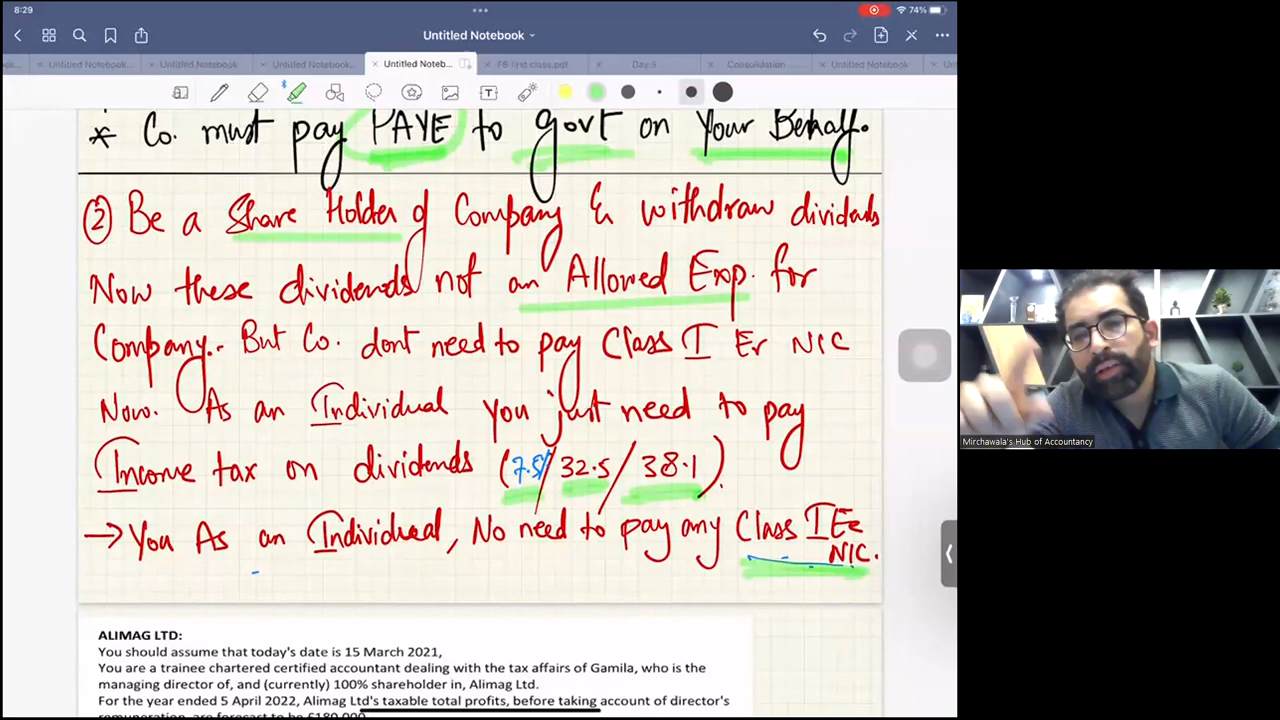 8:29
74%
Untitled Notebook
Untitled Notebook...
Untitled Notebook
Untitled Notebook...
Untitled Noteb...
F6 first class.pdf
Day 3
Consolidation
Untitled Notebook
* Co. must pay PAYE to govt on Your Behalf.
② Be a Share Holder of Company & withdraw dividends
Now these dividends not an Allowed Exp. for
Company.. But Co. dont need to pay Class I Er NIC
Now. As an Individual You just need to pay
Income tax on dividends (7.5/32.5/38.1).
→ You As an Individual, No need to pay any Class I Ee
NIC.
ALIMAG LTD:
You should assume that today's date is 15 March 2021,
You are a trainee chartered certified accountant dealing with the tax affairs of Gamila, who is the
managing director of, and (currently) 100% shareholder in, Alimag Ltd.
For the year ended 5 April 2022, Alimag Ltd's taxable total profits, before taking account of director's
remuneration, are forecast to be £180,000
Mirchawala's Hub of Accountancy